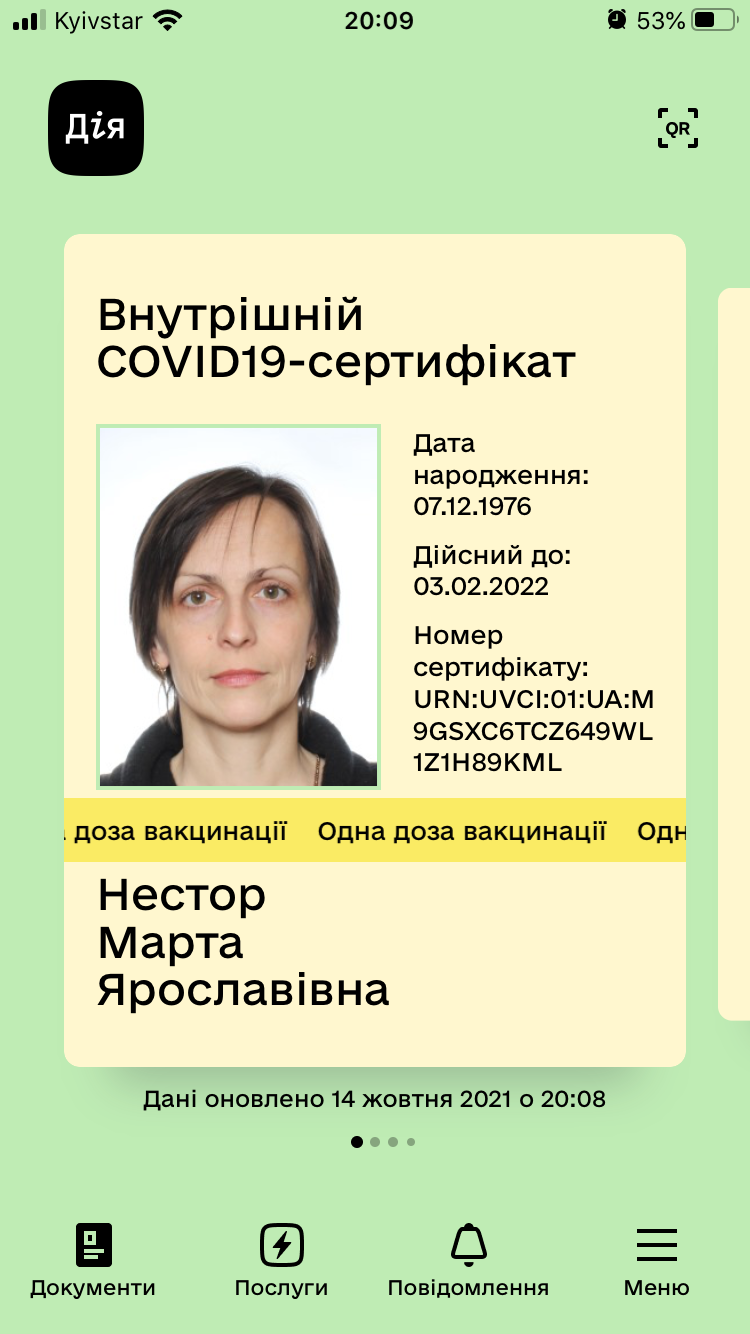 Kyivstar 20:09 53%
Дія
QR
Внутрішній
COVID19-сертифікат
Дата
народження:
07.12.1976
Дійсний до:
03.02.2022
Номер
сертифікату:
URN:UVCI:01:UA:M
9GSXC6TCZ649WL
1Z1H89KML
доза вакцинації Одна доза вакцинації Одн
Нестор
Марта
Ярославівна
Дані оновлено 14 жовтня 2021 о 20:08
Документи Послуги Повідомлення Меню